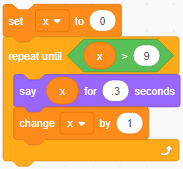 set x to 0
repeat until x > 9
say x for .3 seconds
change x by 1